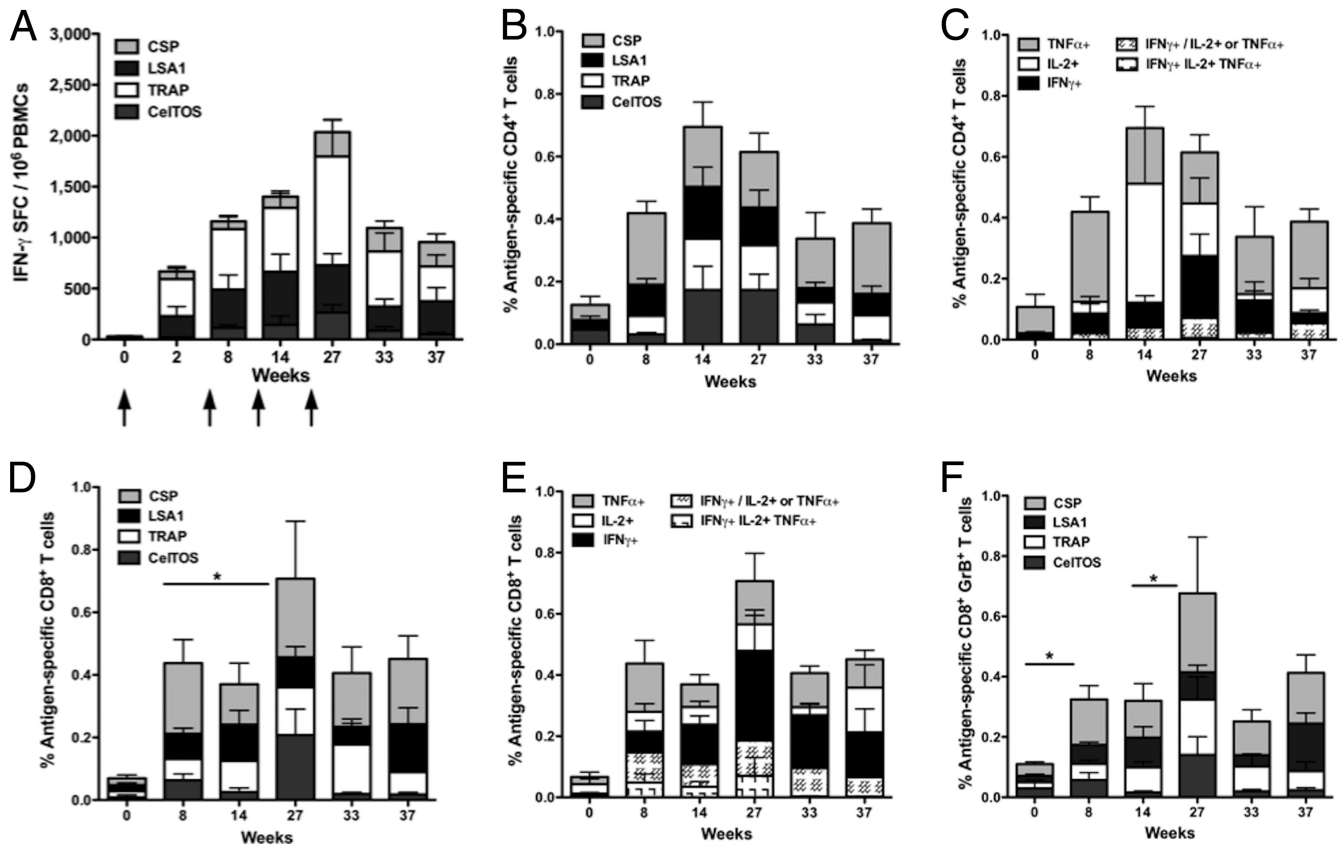 A
IFN-γ SFC / 10⁶ PBMCs
3,000
2,500
2,000
1,500
1,000
500
0
CSP
LSA1
TRAP
CelTOS
0 2 8 14 27 33 37
Weeks
B
% Antigen-specific CD4⁺ T cells
1.0
0.8
0.6
0.4
0.2
0.0
CSP
LSA1
TRAP
CelTOS
0 8 14 27 33 37
Weeks
C
% Antigen-specific CD4⁺ T cells
1.0
0.8
0.6
0.4
0.2
0.0
TNFα+ IFNγ+ / IL-2+ or TNFα+
IL-2+ IFNγ+ IL-2+ TNFα+
IFNγ+
0 8 14 27 33 37
Weeks
D
% Antigen-specific CD8⁺ T cells
1.0
0.8
0.6
0.4
0.2
0.0
CSP
LSA1
TRAP
CelTOS
*
0 8 14 27 33 37
Weeks
E
% Antigen-specific CD8⁺ T cells
1.0
0.8
0.6
0.4
0.2
0.0
TNFα+ IFNγ+ / IL-2+ or TNFα+
IL-2+ IFNγ+ IL-2+ TNFα+
IFNγ+
0 8 14 27 33 37
Weeks
F
% Antigen-specific CD8⁺ GrB⁺ T cells
1.0
0.8
0.6
0.4
0.2
0.0
CSP
LSA1
TRAP
CelTOS
*
*
0 8 14 27 33 37
Weeks